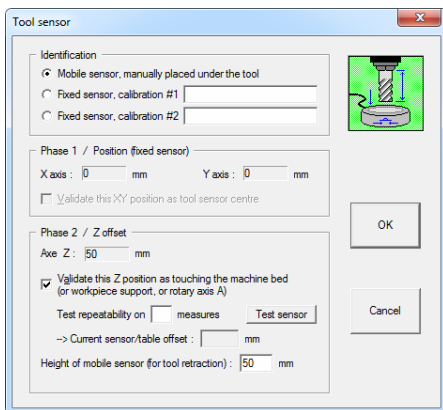 Tool sensor
Identification
Mobile sensor, manually placed under the tool
Fixed sensor, calibration #1
Fixed sensor, calibration #2
Phase 1 / Position (fixed sensor)
X axis : 0 mm Y axis : 0 mm
Validate this XY position as tool sensor centre
Phase 2 / Z offset
Axe Z : 50 mm
Validate this Z position as touching the machine bed
(or workpiece support, or rotary axis A)
Test repeatability on measures Test sensor
--> Current sensor/table offset : mm
Height of mobile sensor (for tool retraction) : 50 mm
OK
Cancel